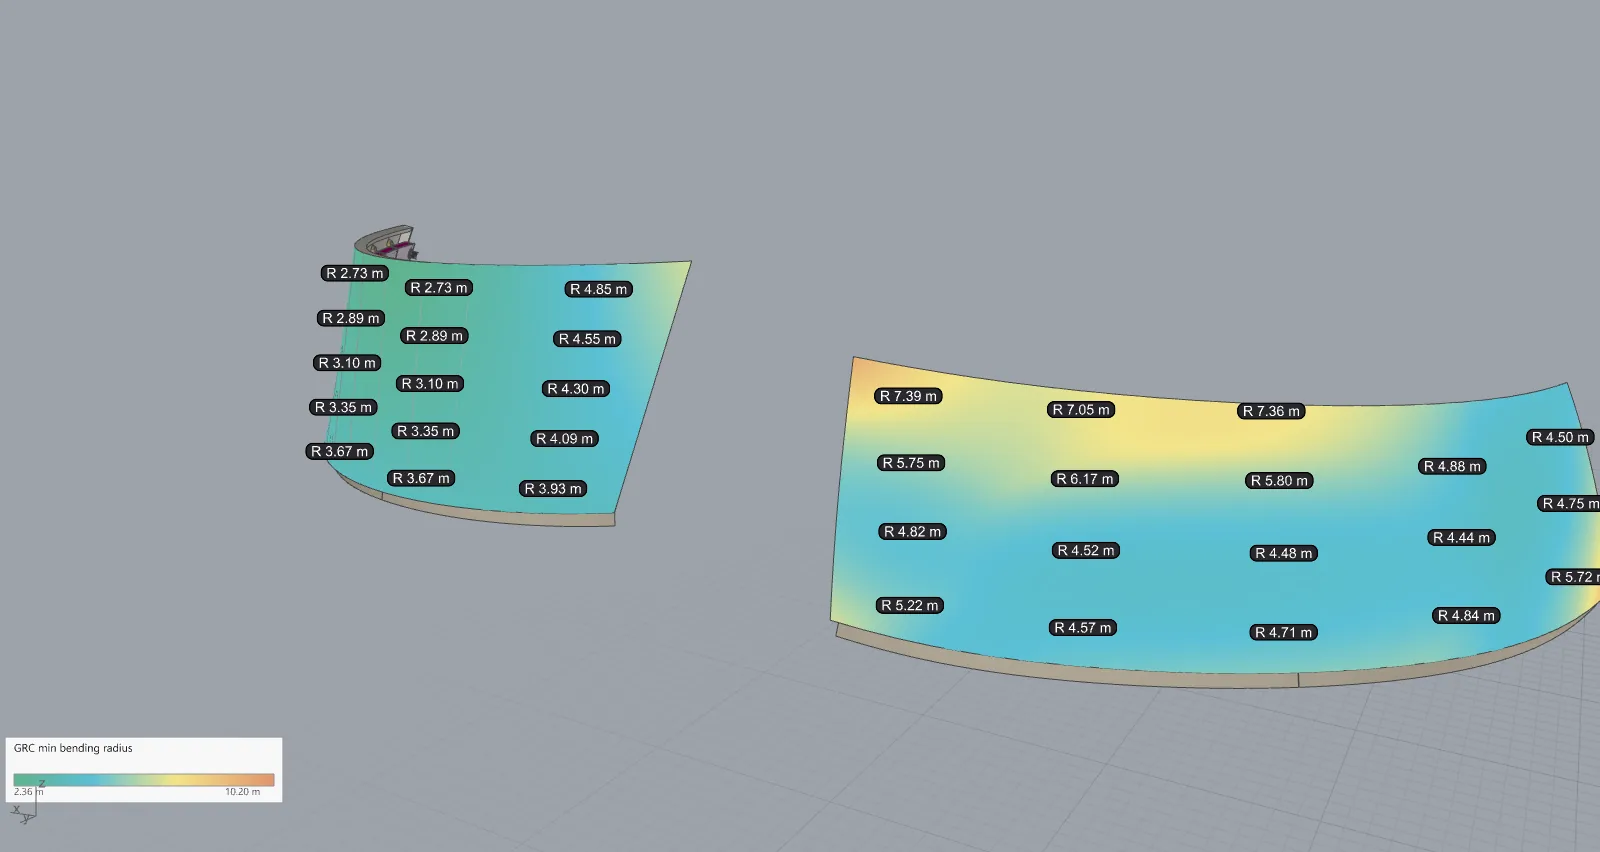 R 2.73 m
R 2.73 m
R 4.85 m
R 2.89 m
R 2.89 m
R 4.55 m
R 3.10 m
R 3.10 m
R 4.30 m
R 3.35 m
R 3.35 m
R 4.09 m
R 3.67 m
R 3.67 m
R 3.93 m
R 7.39 m
R 7.05 m
R 7.36 m
R 4.50 m
R 5.75 m
R 6.17 m
R 5.80 m
R 4.88 m
R 4.75 m
R 4.82 m
R 4.52 m
R 4.48 m
R 4.44 m
R 5.72
R 5.22 m
R 4.57 m
R 4.71 m
R 4.84 m
GRC min bending radius
2.36 m
10.20 m
z
x
y